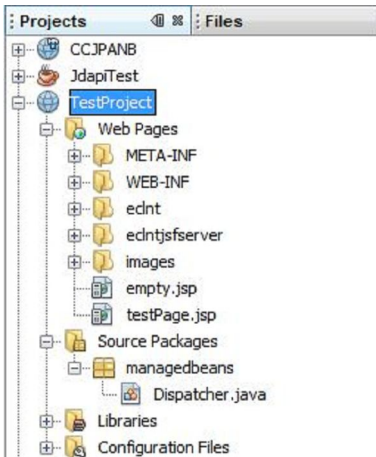 Projects Files
CCJPANB
JdapiTest
TestProject
Web Pages
META-INF
WEB-INF
eclnt
eclntjsfserver
images
empty.jsp
testPage.jsp
Source Packages
managedbeans
Dispatcher.java
Libraries
Configuration Files